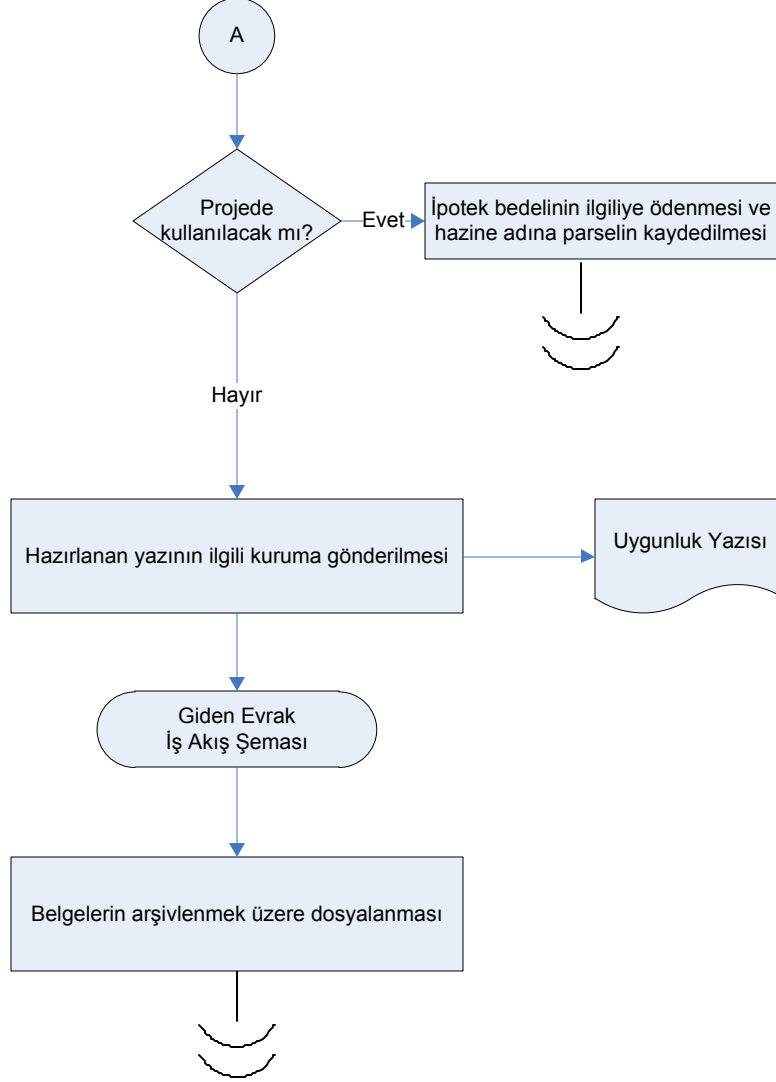 A
Projede
kullanılacak mı?
Evet
İpotek bedelinin ilgiliye ödenmesi ve
hazine adına parselin kaydedilmesi
Hayır
Hazırlanan yazının ilgili kuruma gönderilmesi
Uygunluk Yazısı
Giden Evrak
İş Akış Şeması
Belgelerin arşivlenmek üzere dosyalanması